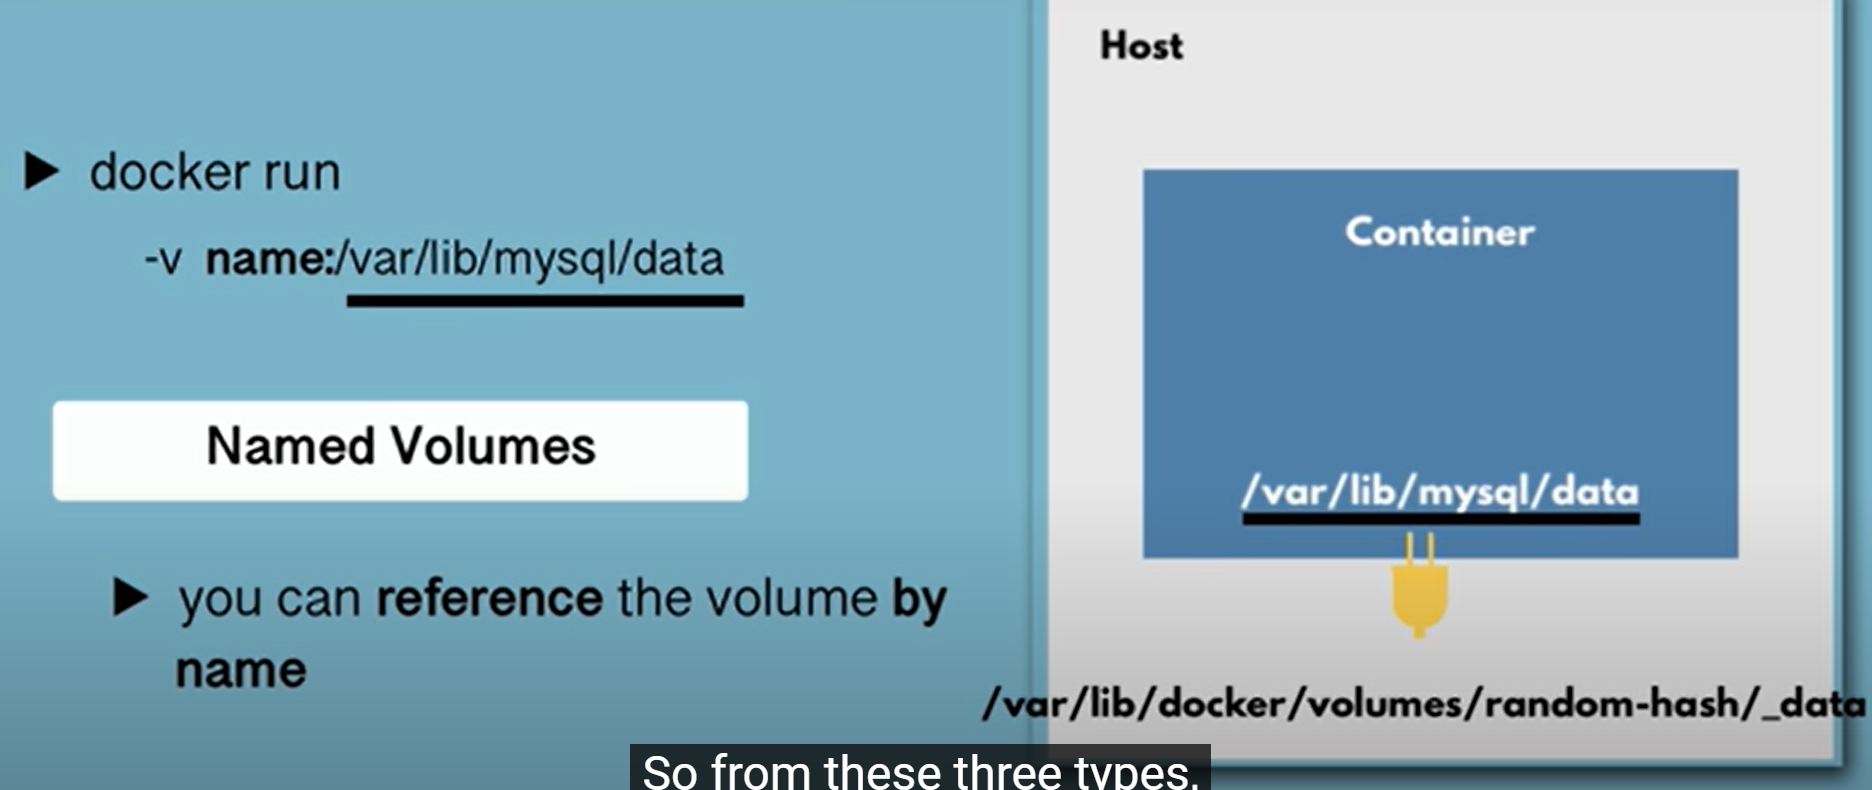 docker run
-v name:/var/lib/mysql/data
Named Volumes
you can reference the volume by
name
Host
Container
/var/lib/mysql/data
/var/lib/docker/volumes/random-hash/_data
So from these three types,